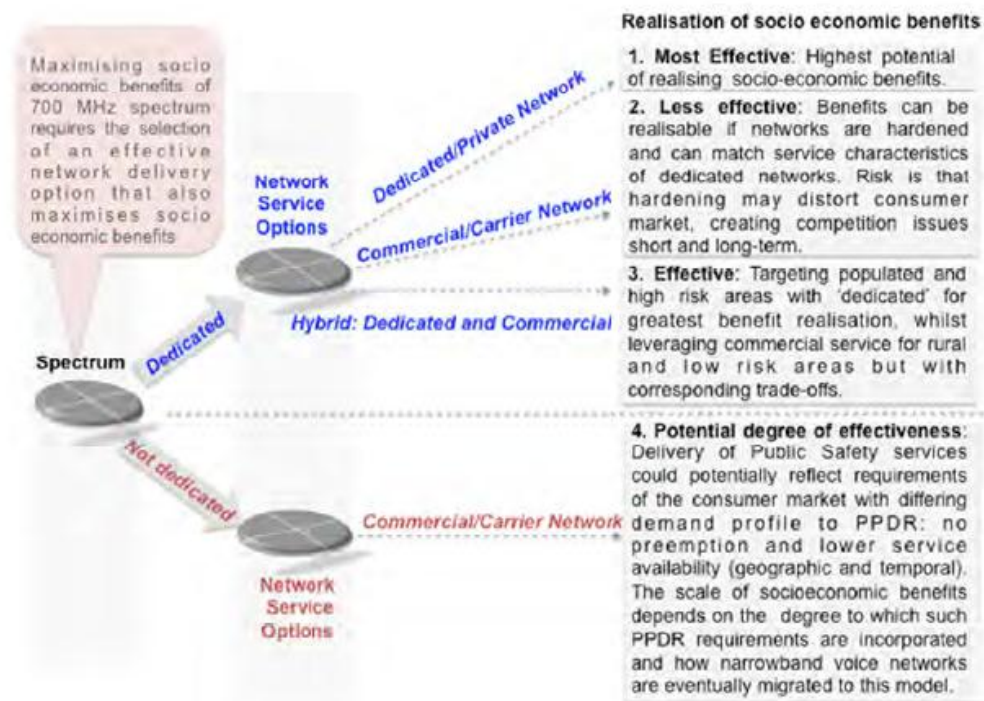 Realisation of socio economic benefits
Maximising socio
economic benefits of
700 MHz spectrum
requires the selection
of an effective
network delivery
option that also
maximises socio
economic benefits
Spectrum
Dedicated
Network
Service
Options
Dedicated/Private Network
1. Most Effective: Highest potential
of realising socio-economic benefits.
Commercial/Carrier Network
2. Less effective: Benefits can be
realisable if networks are hardened
and can match service characteristics
of dedicated networks. Risk is that
hardening may distort consumer
market, creating competition issues
short and long-term.
Hybrid: Dedicated and Commercial
3. Effective: Targeting populated and
high risk areas with 'dedicated' for
greatest benefit realisation, whilst
leveraging commercial service for rural
and low risk areas but with
corresponding trade-offs.
Not dedicated
Network
Service
Options
Commercial/Carrier Network
4. Potential degree of effectiveness:
Delivery of Public Safety services
could potentially reflect requirements
of the consumer market with differing
demand profile to PPDR: no
preemption and lower service
availability (geographic and temporal).
The scale of socioeconomic benefits
depends on the degree to which such
PPDR requirements are incorporated
and how narrowband voice networks
are eventually migrated to this model.